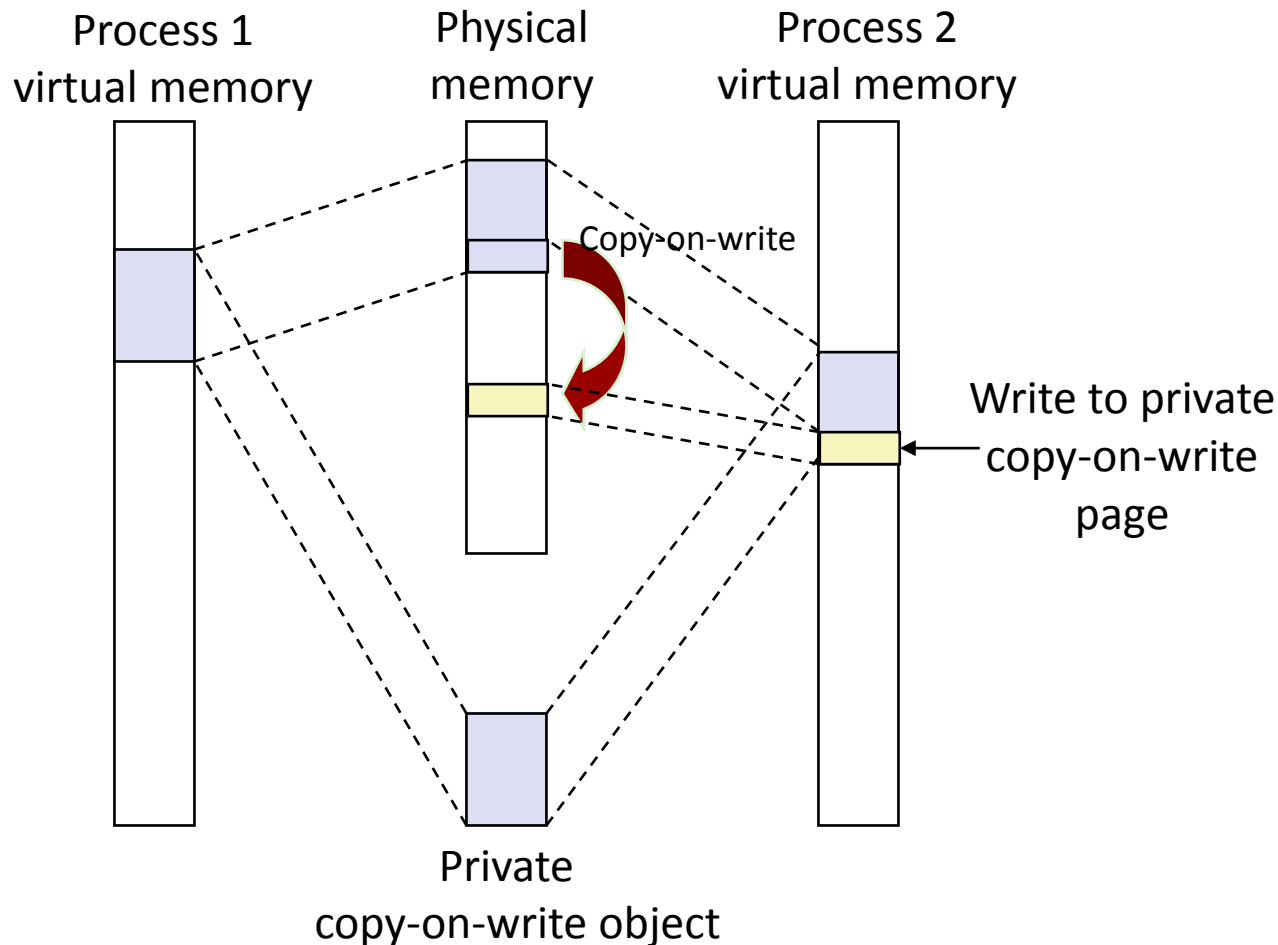 Process 1
virtual memory
Physical
memory
Process 2
virtual memory
Copy-on-write
Write to private
copy-on-write
page
Private
copy-on-write object